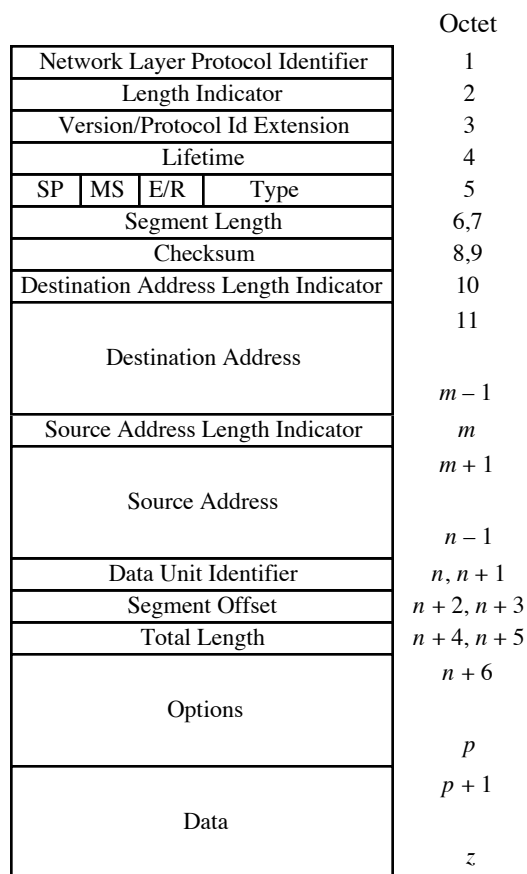 Octet
Network Layer Protocol Identifier 1
Length Indicator 2
Version/Protocol Id Extension 3
Lifetime 4
SP MS E/R Type 5
Segment Length 6,7
Checksum 8,9
Destination Address Length Indicator 10
11
Destination Address
m – 1
Source Address Length Indicator m
m + 1
Source Address
n – 1
Data Unit Identifier n, n + 1
Segment Offset n + 2, n + 3
Total Length n + 4, n + 5
n + 6
Options
p
p + 1
Data
z